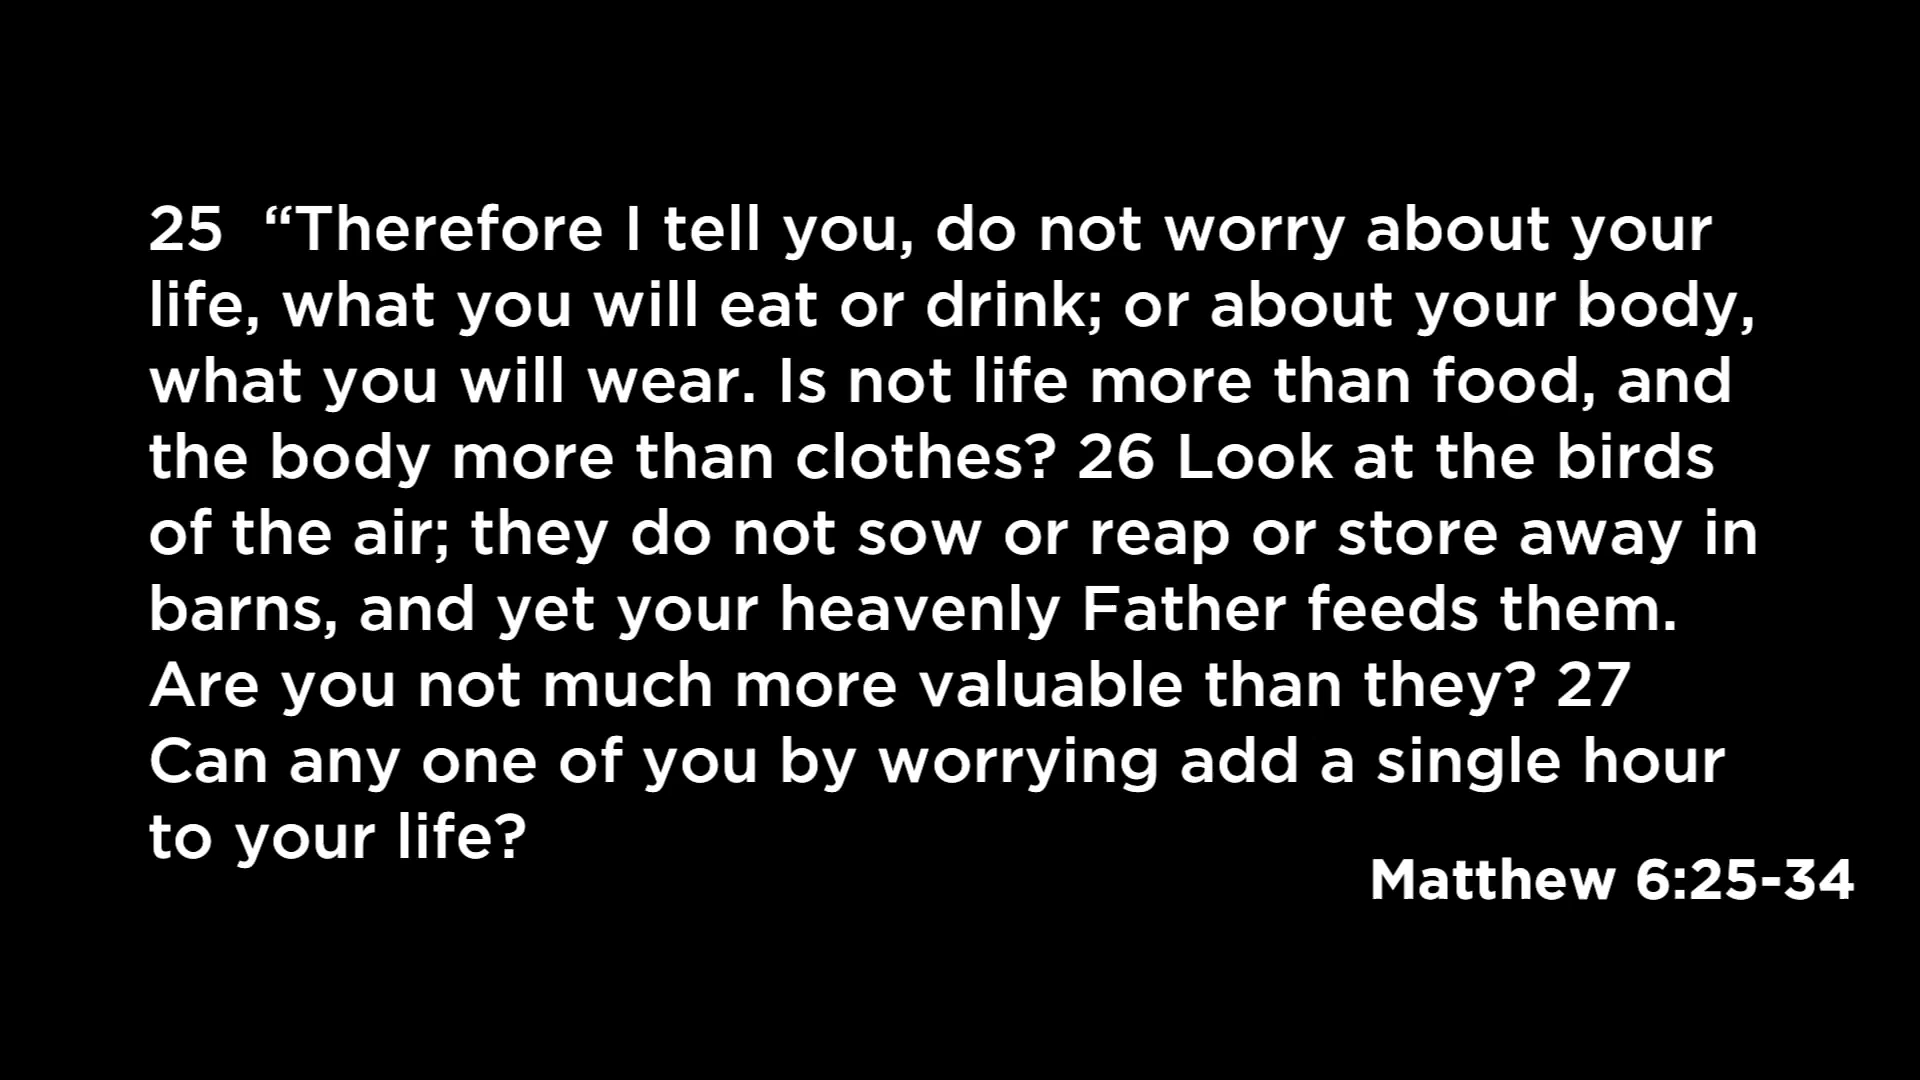 25  “Therefore I tell you, do not worry about your
life, what you will eat or drink; or about your body,
what you will wear. Is not life more than food, and
the body more than clothes? 26 Look at the birds
of the air; they do not sow or reap or store away in
barns, and yet your heavenly Father feeds them.
Are you not much more valuable than they? 27
Can any one of you by worrying add a single hour
to your life?
Matthew 6:25-34